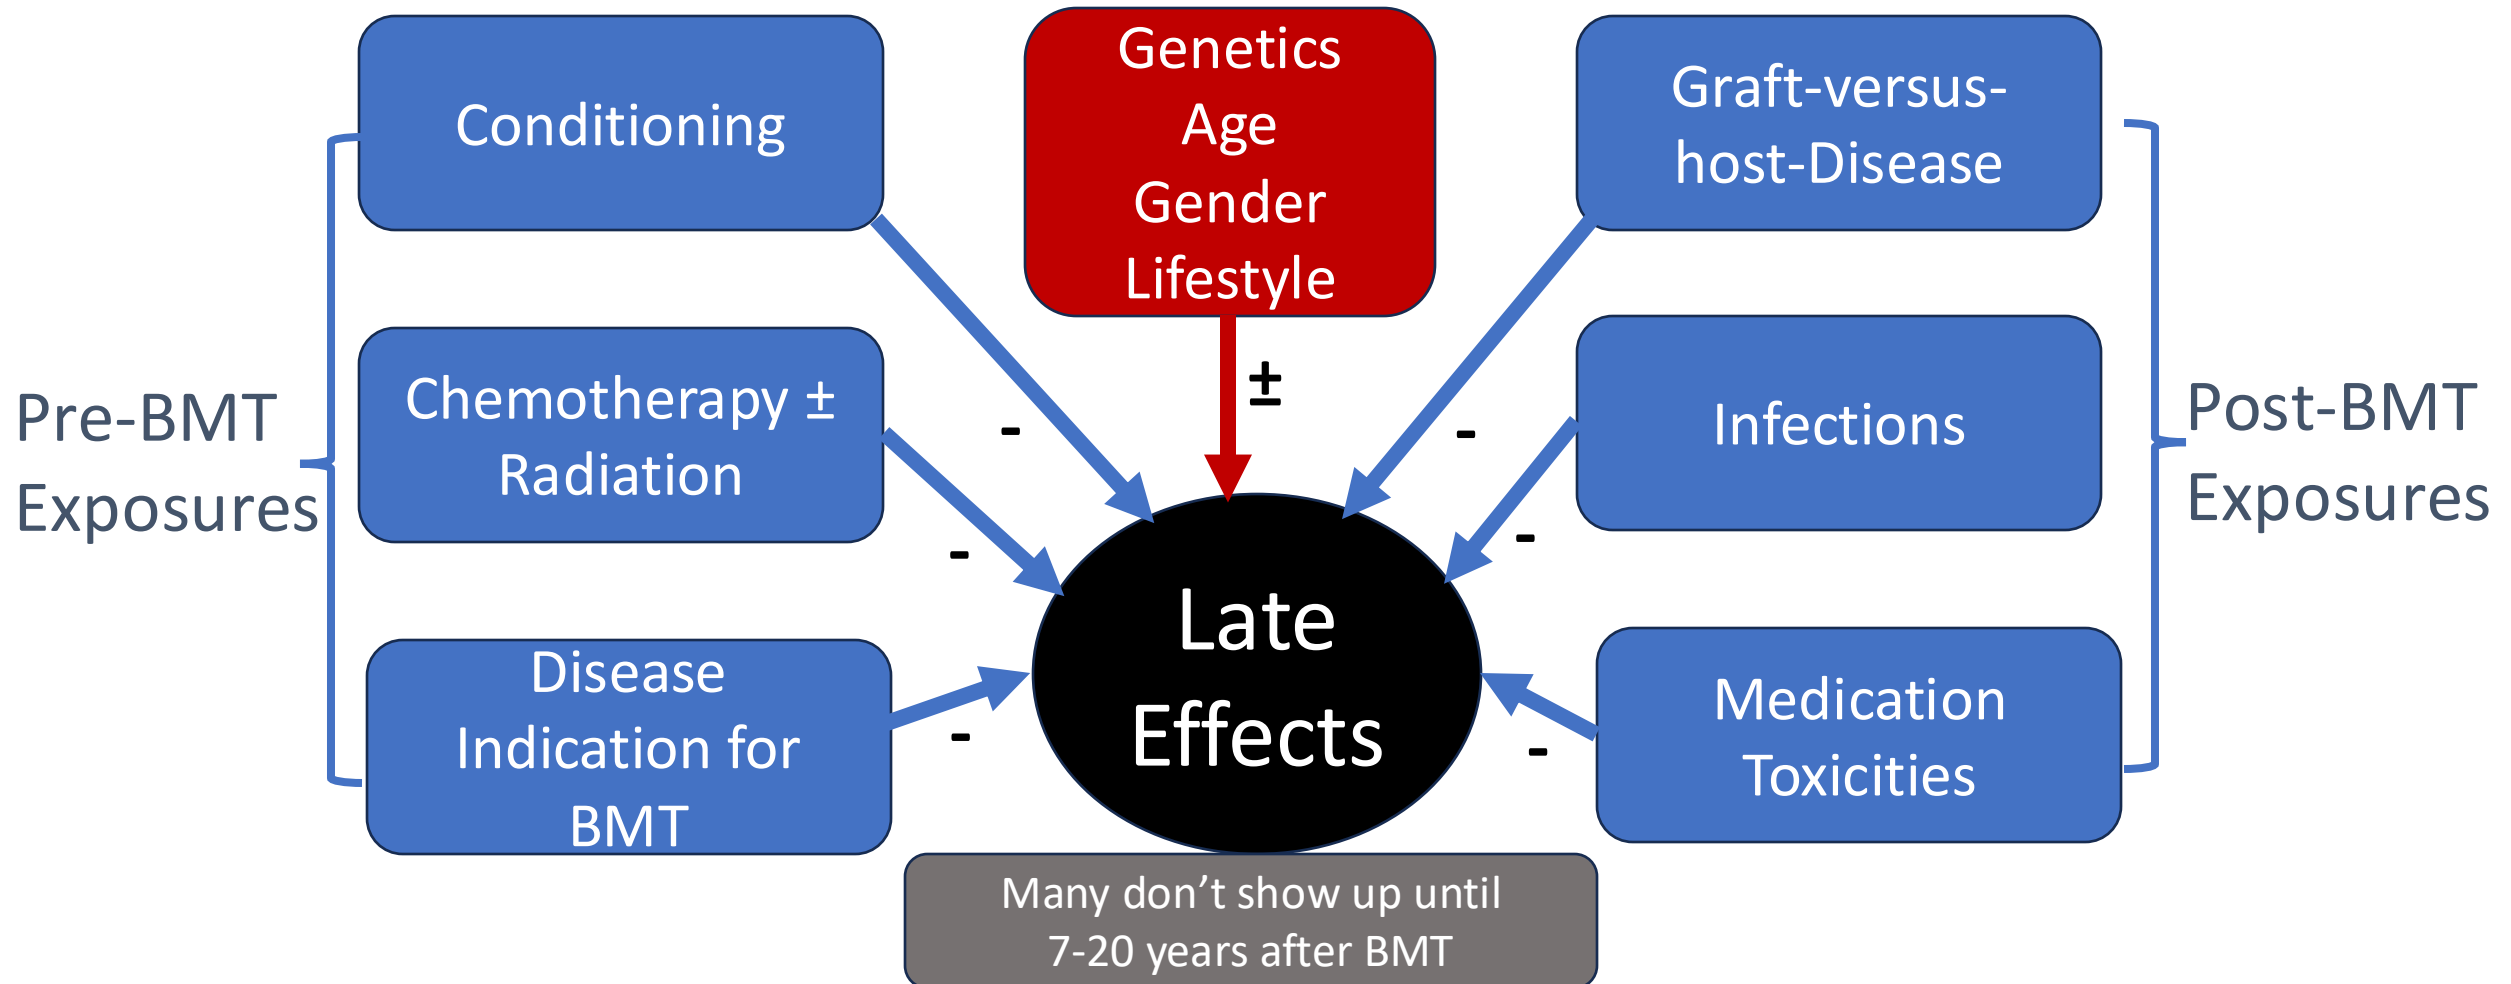 Pre-BMT
Exposures
Conditioning
Chemotherapy ±
Radiation
Disease
Indication for
BMT
-
-
-
Genetics
Age
Gender
Lifestyle
±
Late
Effects
Many don't show up until
7-20 years after BMT
Graft-versus-
host-Disease
Infections
Medication
Toxicities
-
-
-
Post-BMT
Exposures